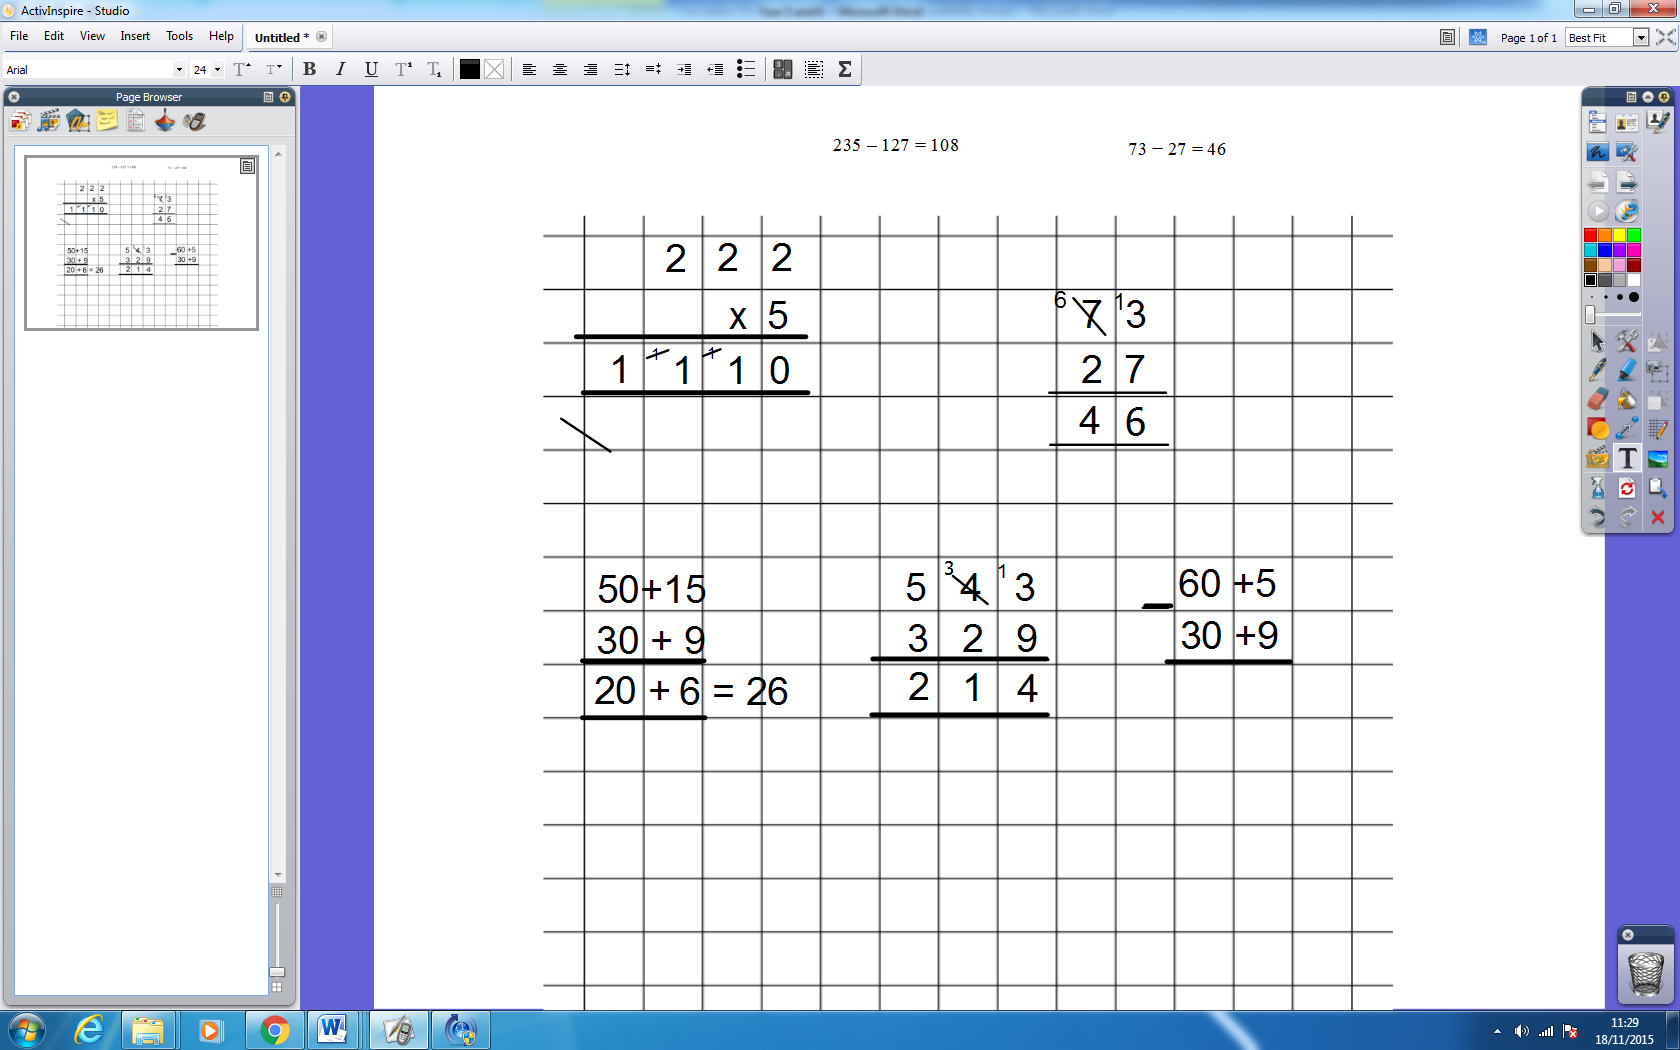 ActivInspire - Studio
File Edit View Insert Tools Help Untitled *
Page 1 of 1 Best Fit
Arial 24 B I U
Page Browser
235 – 127 = 108
73 – 27 = 46
2 2 2
x 5
1 1 1 1 1 0
6 7 1 3
2 7
4 6
50+15
30 + 9
20 + 6 = 26
5 3 4 1 3
3 2 9
2 1 4
60 +5
30 +9
11:29
18/11/2015